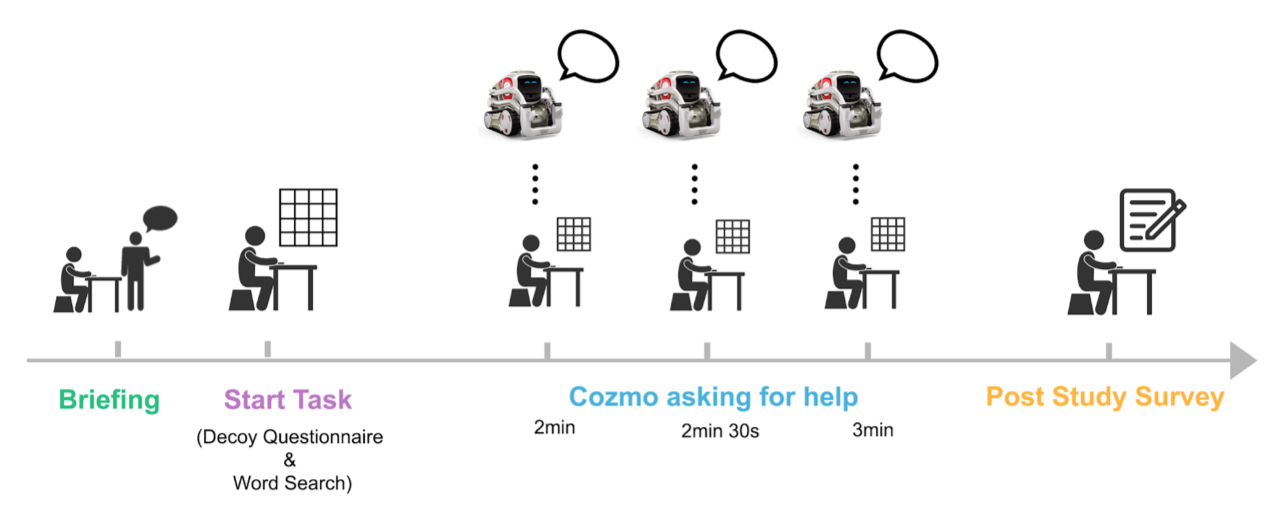 Briefing
Start Task
(Decoy Questionnaire
&
Word Search)
Cozmo asking for help
2min
2min 30s
3min
Post Study Survey